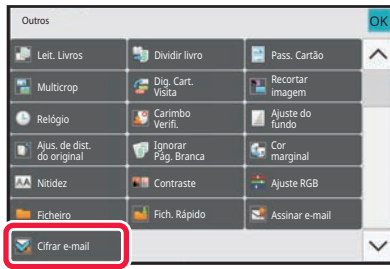 Outros
OK
Leit. Livros
Dividir livro
Pass. Cartão
Multicrop
Dig. Cart.
Visita
Recortar
imagem
Relógio
Carimbo
Verifi.
Ajuste do
fundo
Ajus. de dist.
do original
Ignorar
Pág. Branca
Cor
marginal
Nitidez
Contraste
Ajuste RGB
Ficheiro
Fich. Rápido
Assinar e-mail
Cifrar e-mail